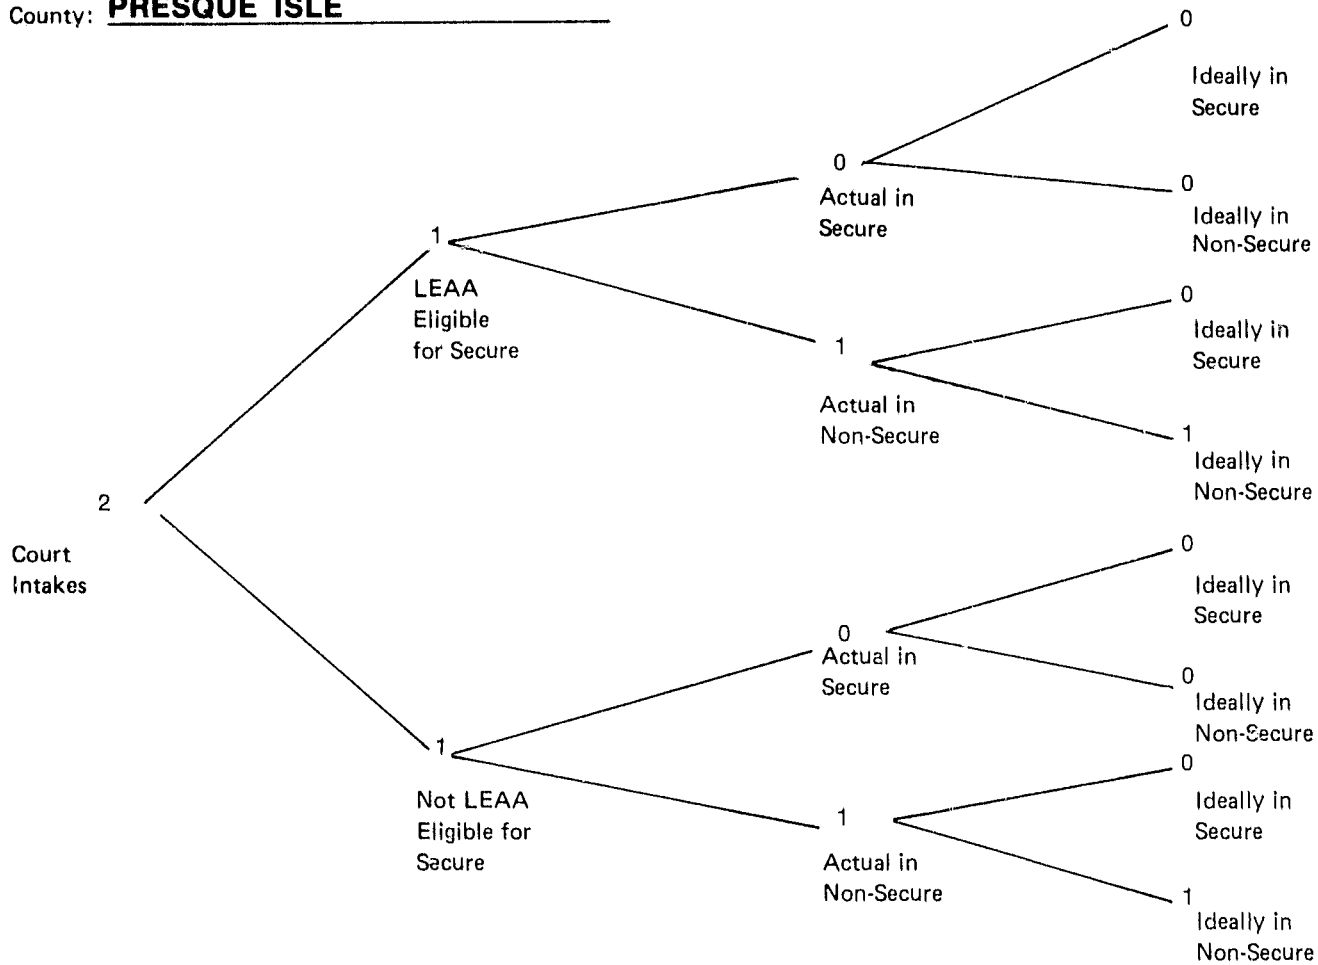 County: PRESQUE ISLE
0
Ideally in
Secure
0
Actual in
Secure
0
Ideally in
Non-Secure
1
LEAA
Eligible
for Secure
0
Ideally in
Secure
1
Actual in
Non-Secure
1
Ideally in
Non-Secure
2
Court
Intakes
0
Ideally in
Secure
0
Actual in
Secure
0
Ideally in
Non-Secure
1
Not LEAA
Eligible for
Secure
0
Ideally in
Secure
1
Actual in
Non-Secure
1
Ideally in
Non-Secure